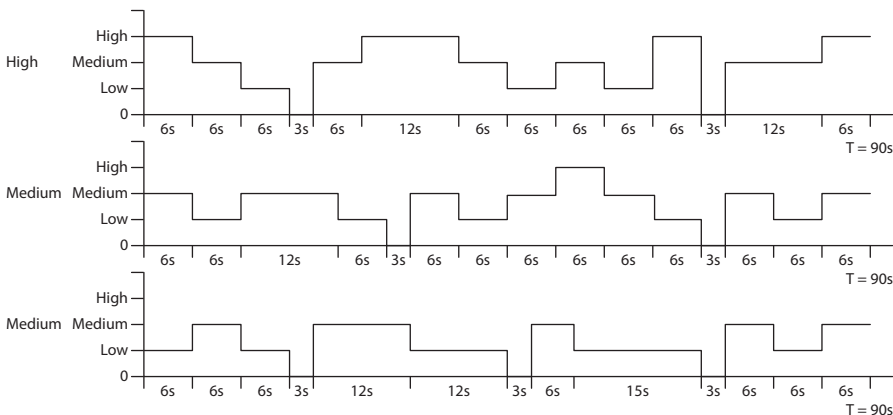 High
High Medium
Low
0
6s 6s 6s 3s 6s 12s 6s 6s 6s 6s 6s 3s 12s 6s
T = 90s
High
Medium Medium
Low
0
6s 6s 12s 6s 3s 6s 6s 6s 6s 6s 6s 3s 6s 6s 6s
T = 90s
High
Medium Medium
Low
0
6s 6s 6s 3s 12s 12s 3s 6s 15s 3s 6s 6s 6s
T = 90s